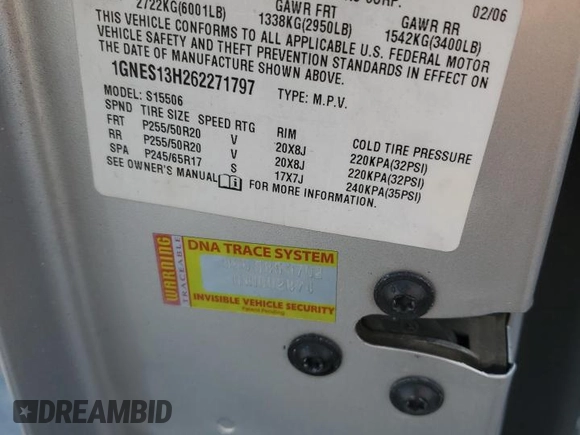 CORP. 02/06
GAWR FRT GAWR RR
2722KG(6001LB) 1338KG(2950LB) 1542KG(3400LB)
THIS VEHICLE CONFORMS TO ALL APPLICABLE U.S. FEDERAL MOTOR
VEHICLE SAFETY AND THEFT PREVENTION STANDARDS IN EFFECT ON
THE DATE OF MANUFACTURE SHOWN ABOVE.
1GNES13H262271797 TYPE: M.P.V.
MODEL: S15506
SPND TIRE SIZE SPEED RTG RIM COLD TIRE PRESSURE
FRT P255/50R20 V 20X8J 220KPA(32PSI)
RR P255/50R20 V 20X8J 220KPA(32PSI)
SPA P245/65R17 S 17X7J 240KPA(35PSI)
SEE OWNER'S MANUAL FOR MORE INFORMATION.
WARNING
TRACEABLE
DNA TRACE SYSTEM
INVISIBLE VEHICLE SECURITY
Patent Pending
DREAMBID